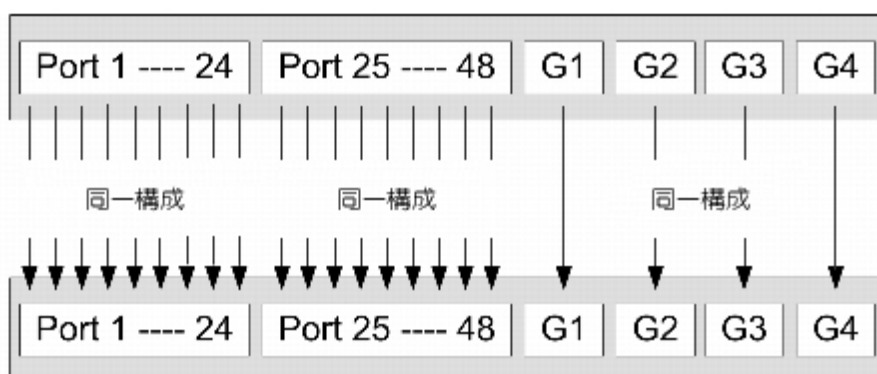 Port 1 ---- 24 Port 25 ---- 48 G1 G2 G3 G4
同一構成 同一構成 同一構成
Port 1 ---- 24 Port 25 ---- 48 G1 G2 G3 G4